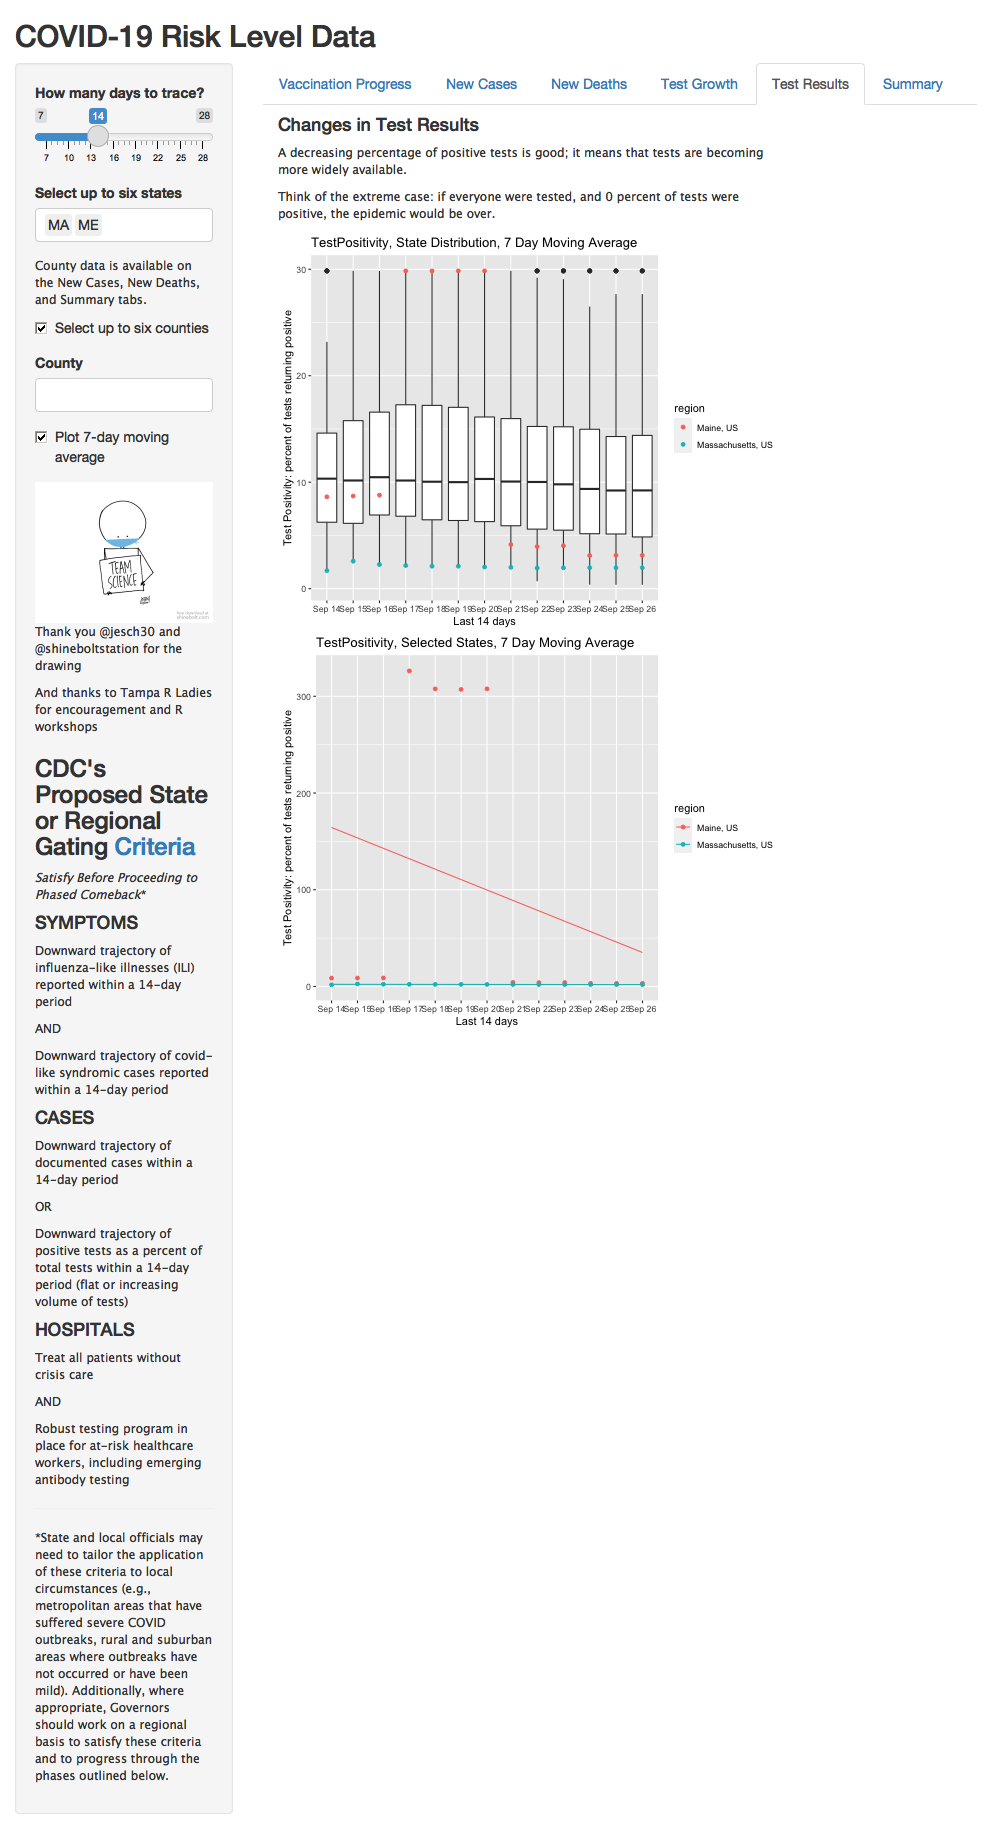 COVID-19 Risk Level Data
How many days to trace?
7 14 28
7 10 13 16 19 22 25 28
Select up to six states
MA ME
County data is available on
the New Cases, New Deaths,
and Summary tabs.
Select up to six counties
County
Plot 7-day moving
average
TEAM
SCIENCE
Thank you @jesch30 and
@shineboltstation for the
drawing
And thanks to Tampa R Ladies
for encouragement and R
workshops
CDC's
Proposed State
or Regional
Gating Criteria
Satisfy Before Proceeding to
Phased Comeback*
SYMPTOMS
Downward trajectory of
influenza-like illnesses (ILI)
reported within a 14-day
period
AND
Downward trajectory of covid-
like syndromic cases reported
within a 14-day period
CASES
Downward trajectory of
documented cases within a
14-day period
OR
Downward trajectory of
positive tests as a percent of
total tests within a 14-day
period (flat or increasing
volume of tests)
HOSPITALS
Treat all patients without
crisis care
AND
Robust testing program in
place for at-risk healthcare
workers, including emerging
antibody testing
*State and local officials may
need to tailor the application
of these criteria to local
circumstances (e.g.,
metropolitan areas that have
suffered severe COVID
outbreaks, rural and suburban
areas where outbreaks have
not occurred or have been
mild). Additionally, where
appropriate, Governors
should work on a regional
basis to satisfy these criteria
and to progress through the
phases outlined below.
Vaccination Progress New Cases New Deaths Test Growth Test Results Summary
Changes in Test Results
A decreasing percentage of positive tests is good; it means that tests are becoming
more widely available.
Think of the extreme case: if everyone were tested, and 0 percent of tests were
positive, the epidemic would be over.
TestPositivity, State Distribution, 7 Day Moving Average
Test Positivity: percent of tests returning positive
30
20
10
0
Sep 14 Sep 15 Sep 16 Sep 17 Sep 18 Sep 19 Sep 20 Sep 21 Sep 22 Sep 23 Sep 24 Sep 25 Sep 26
Last 14 days
region
Maine, US
Massachusetts, US
TestPositivity, Selected States, 7 Day Moving Average
Test Positivity: percent of tests returning positive
300
200
100
0
Sep 14 Sep 15 Sep 16 Sep 17 Sep 18 Sep 19 Sep 20 Sep 21 Sep 22 Sep 23 Sep 24 Sep 25 Sep 26
Last 14 days
region
Maine, US
Massachusetts, US